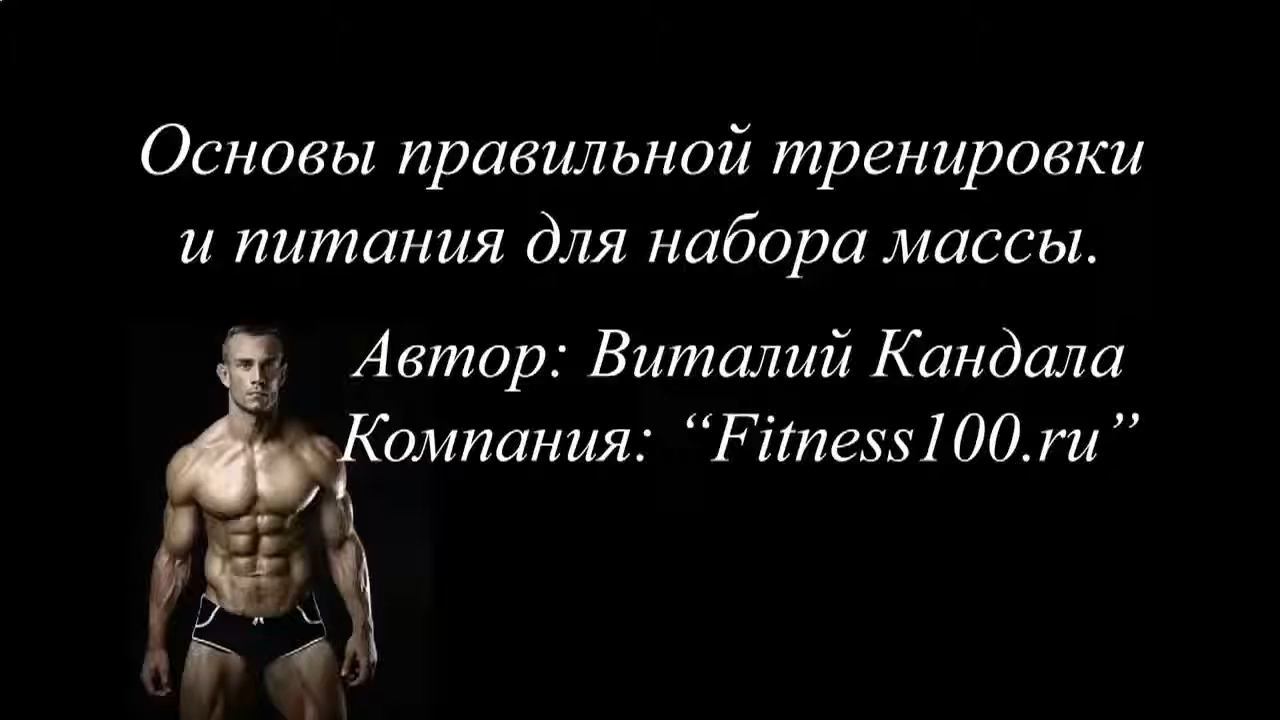 Основы правильной тренировки
и питания для набора массы.
Автор: Виталий Кандала
Компания: “Fitness100.ru”